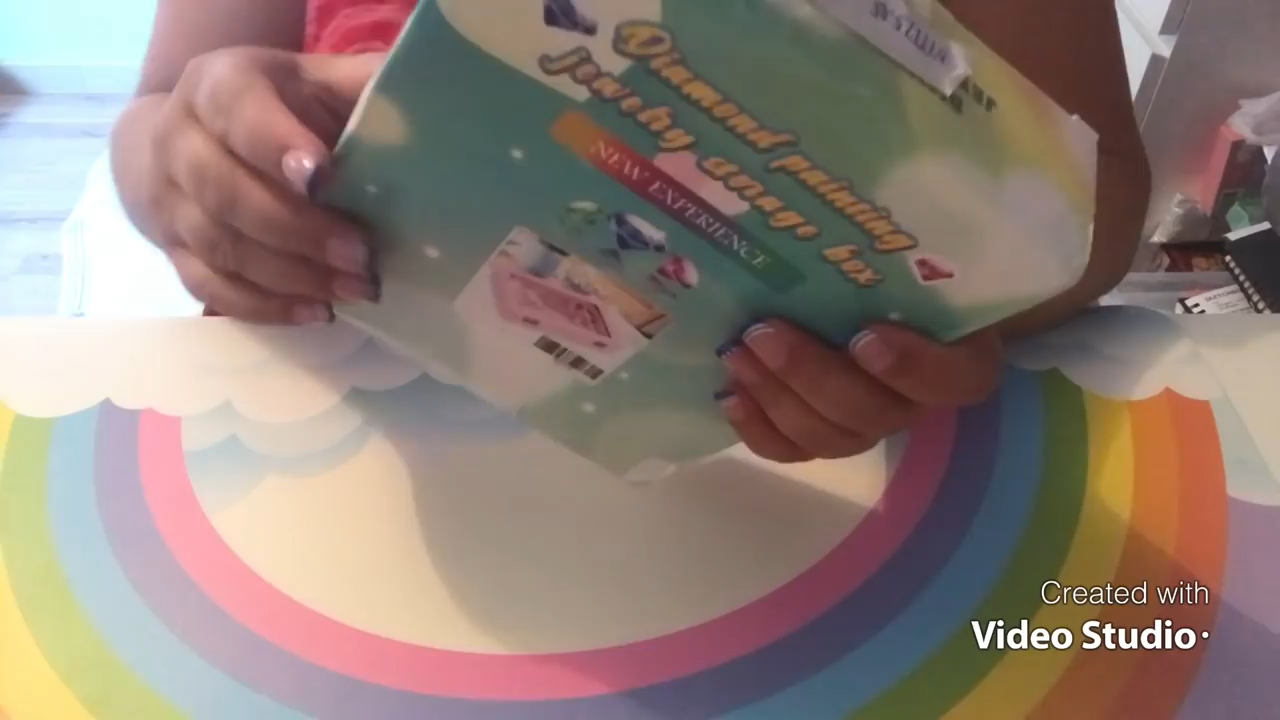 Diamond painting
jewelry storage box
NEW EXPERIENCE
Created with
Video Studio